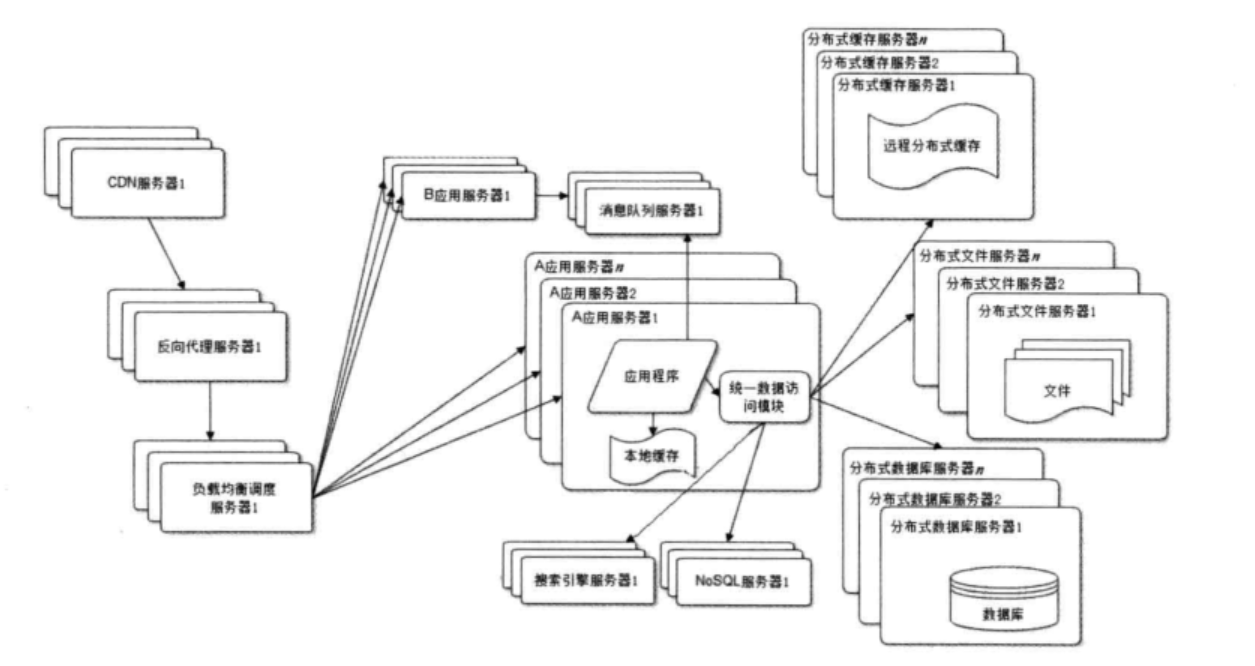 分布式缓存服务器n
分布式缓存服务器2
分布式缓存服务器1
远程分布式缓存
CDN服务器1
B应用服务器1
消息队列服务器1
A应用服务器n
A应用服务器2
A应用服务器1
分布式文件服务器n
分布式文件服务器2
分布式文件服务器1
文件
反向代理服务器1
应用程序
统一数据访
问模块
本地缓存
负载均衡调度
服务器1
分布式数据库服务器n
分布式数据库服务器2
分布式数据库服务器1
数据库
搜索引擎服务器1
NoSQL服务器1